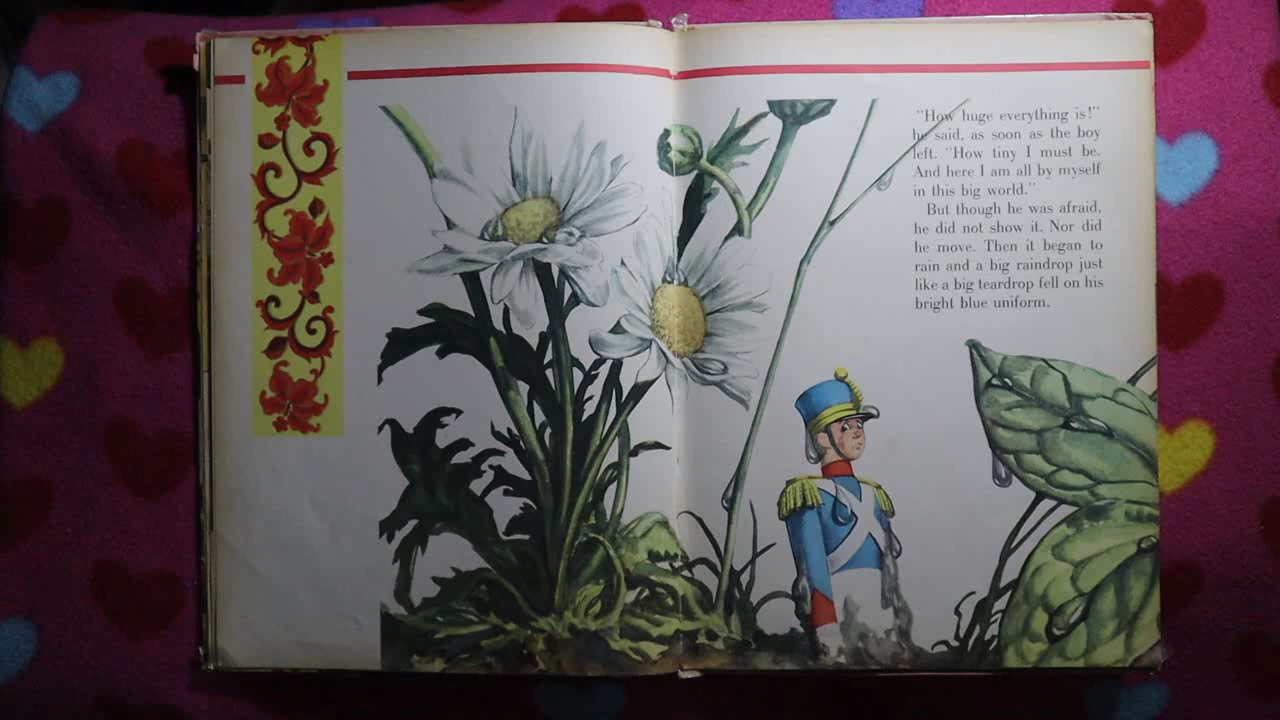 "How huge everything is!"
he said, as soon as the boy
left. "How tiny I must be.
And here I am all by myself
in this big world."
But though he was afraid,
he did not show it. Nor did
he move. Then it began to
rain and a big raindrop just
like a big teardrop fell on his
bright blue uniform.